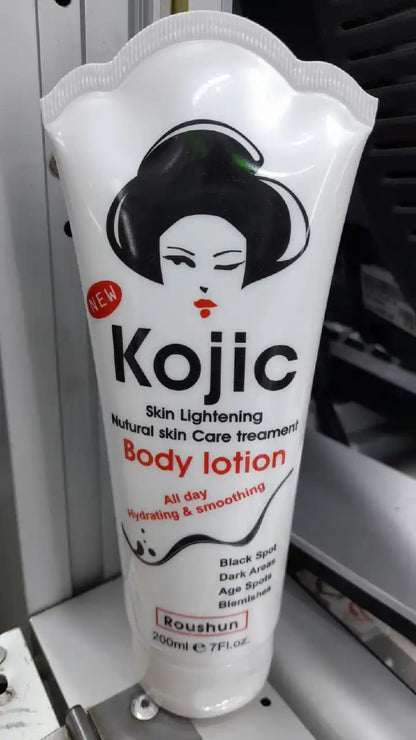 NEW
Kojic
Skin Lightening
Nutural skin Care treament
Body lotion
All day
Hydrating & smoothing
Black Spot
Dark Areas
Age Spots
Blemishes
Roushun
200ml ℮ 7Fl.oz.